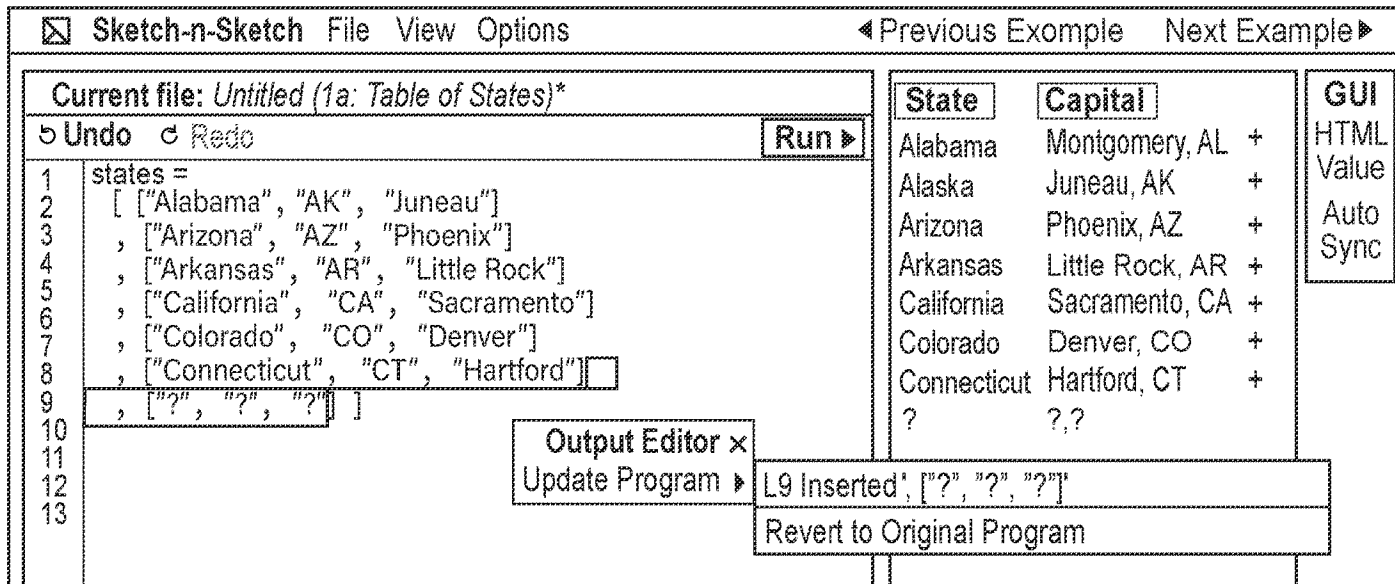 Sketch-n-Sketch File View Options ◀Previous Exomple Next Example▶
Current file: Untitled (1a: Table of States)*
Undo Redo Run ▶
1 states =
2 [ ["Alabama", "AK", "Juneau"]
3 , ["Arizona", "AZ", "Phoenix"]
4 , ["Arkansas", "AR", "Little Rock"]
5 , ["California", "CA", "Sacramento"]
6
7 , ["Colorado", "CO", "Denver"]
8 , ["Connecticut", "CT", "Hartford"]
9 , ["?", "?", "?"] ]
10
11
12
13
Output Editor ×
Update Program ▶
L9 Inserted', ["?", "?", "?"]'
Revert to Original Program
State Capital
Alabama Montgomery, AL +
Alaska Juneau, AK +
Arizona Phoenix, AZ +
Arkansas Little Rock, AR +
California Sacramento, CA +
Colorado Denver, CO +
Connecticut Hartford, CT +
? ?,?
GUI
HTML
Value
Auto
Sync